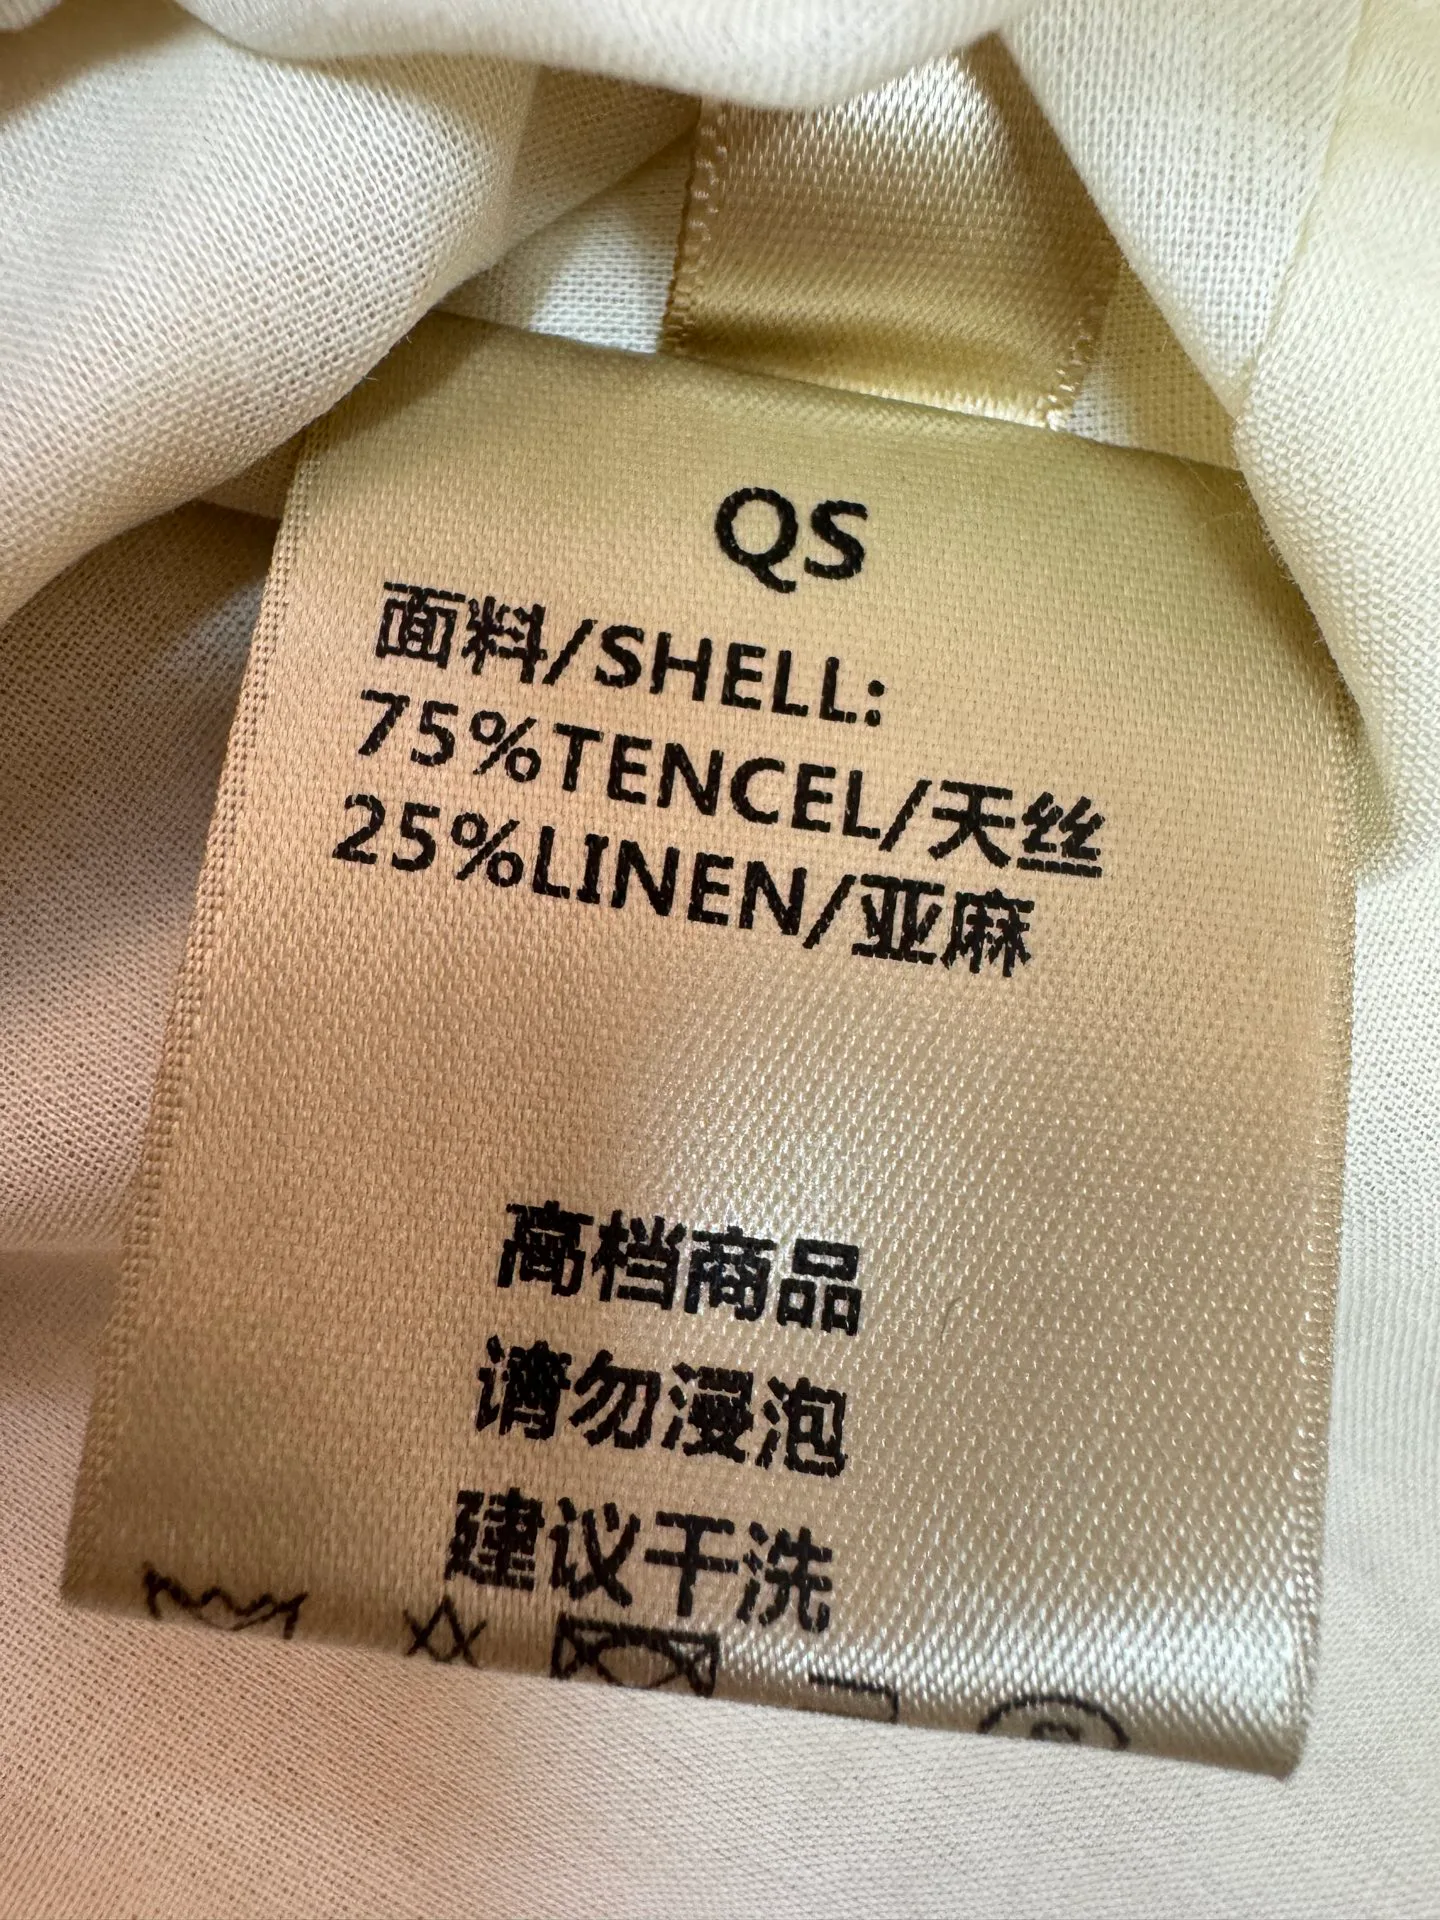 QS
面料/SHELL:
75%TENCEL/天丝
25%LINEN/亚麻
高档商品
请勿浸泡
建议干洗